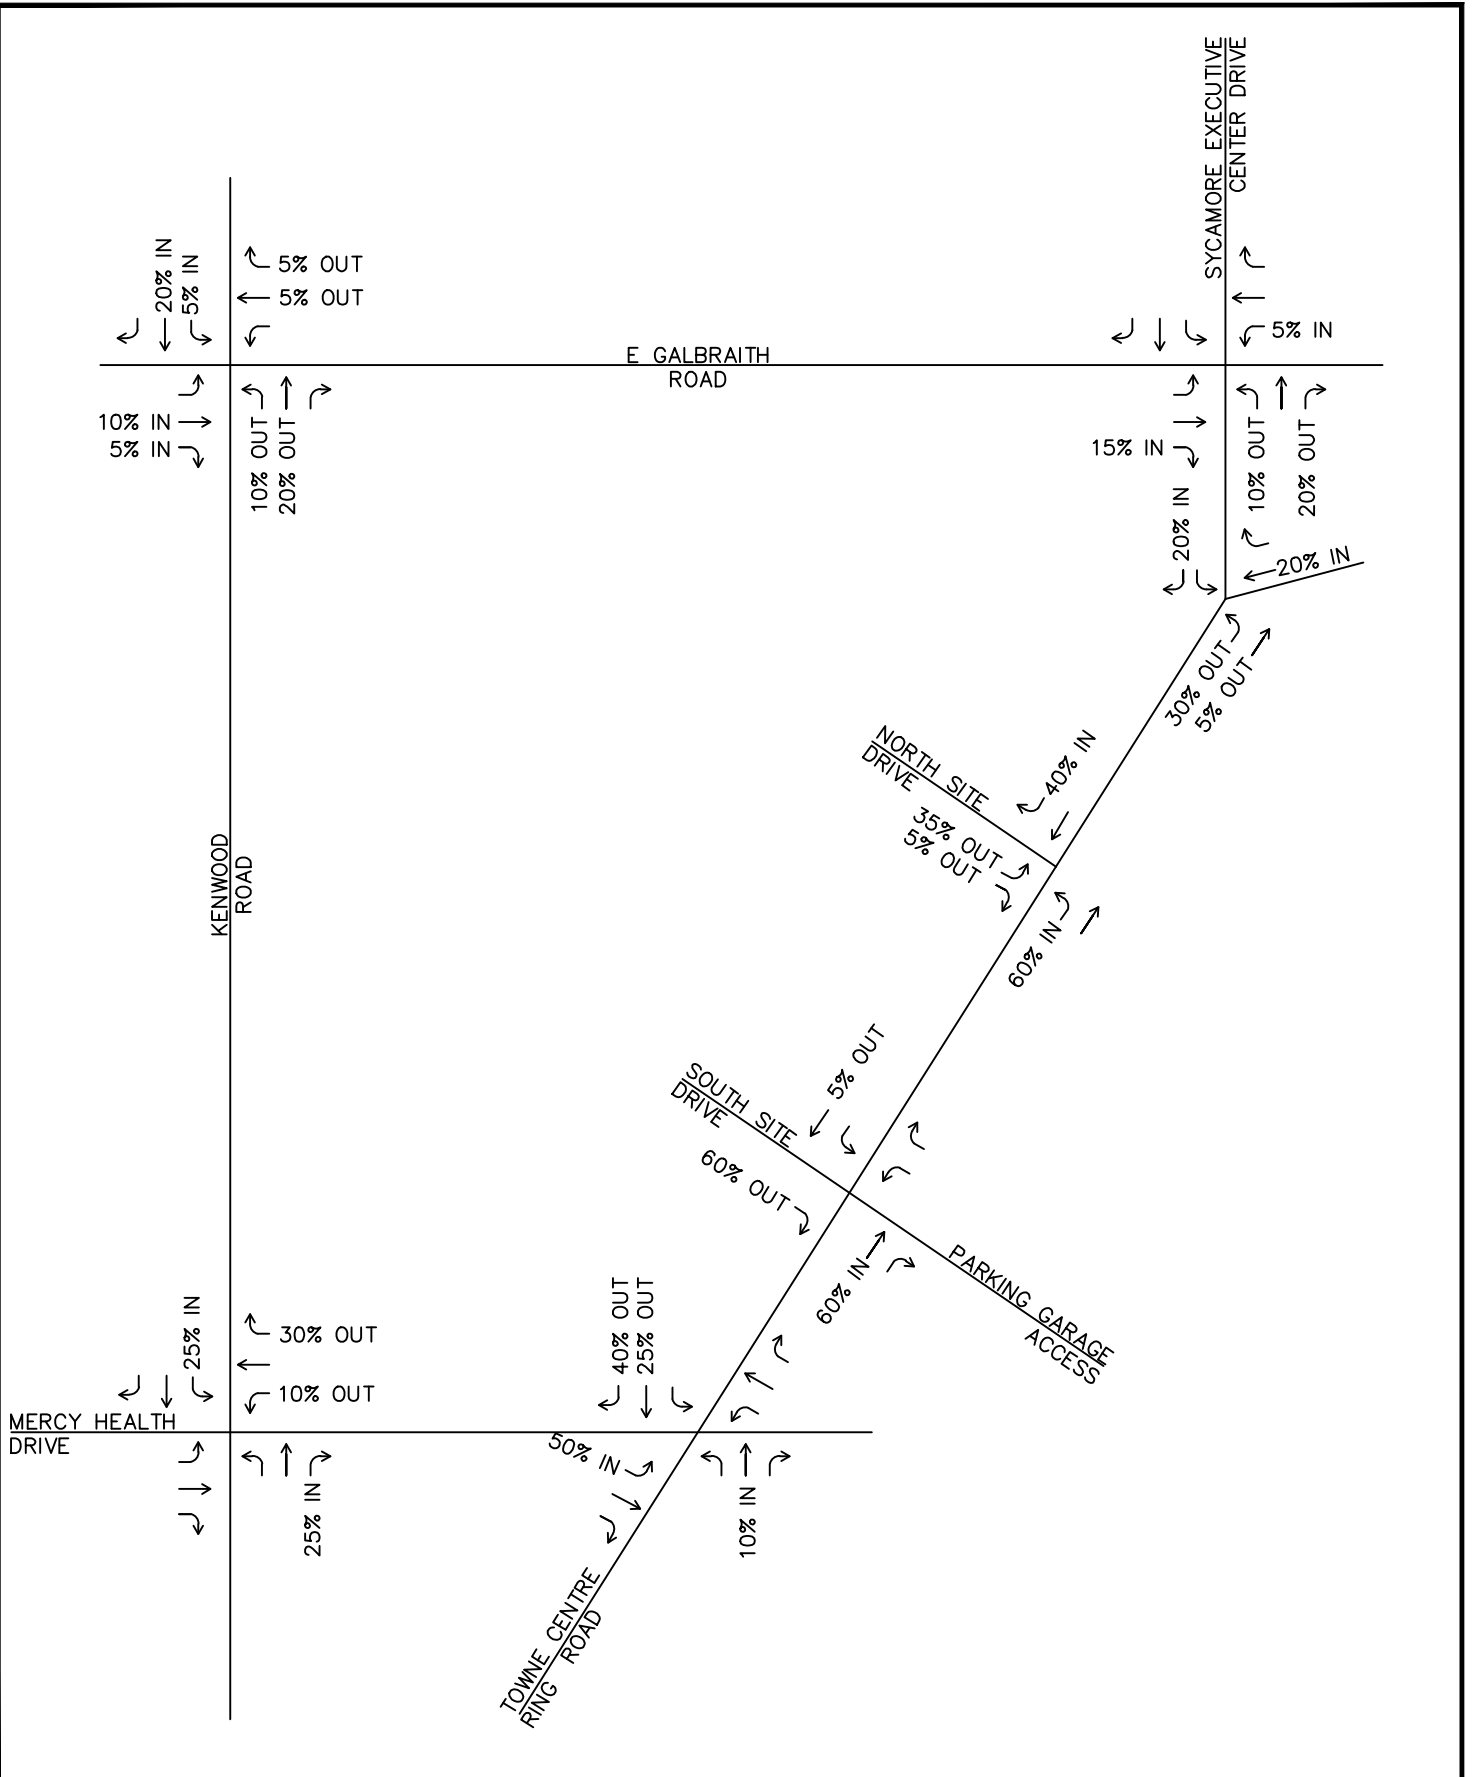 SYCAMORE EXECUTIVE
CENTER DRIVE
20% IN
5% IN
5% OUT
5% OUT
5% IN
E GALBRAITH
ROAD
10% IN
5% IN
10% OUT
20% OUT
15% IN
10% OUT
20% OUT
20% IN
20% IN
30% OUT
5% OUT
NORTH SITE
DRIVE
40% IN
35% OUT
5% OUT
KENWOOD
ROAD
60% IN
5% OUT
SOUTH SITE
DRIVE
60% OUT
60% IN
PARKING GARAGE
ACCESS
25% IN
30% OUT
10% OUT
40% OUT
25% OUT
MERCY HEALTH
DRIVE
50% IN
25% IN
10% IN
TOWNE CENTRE
RING ROAD